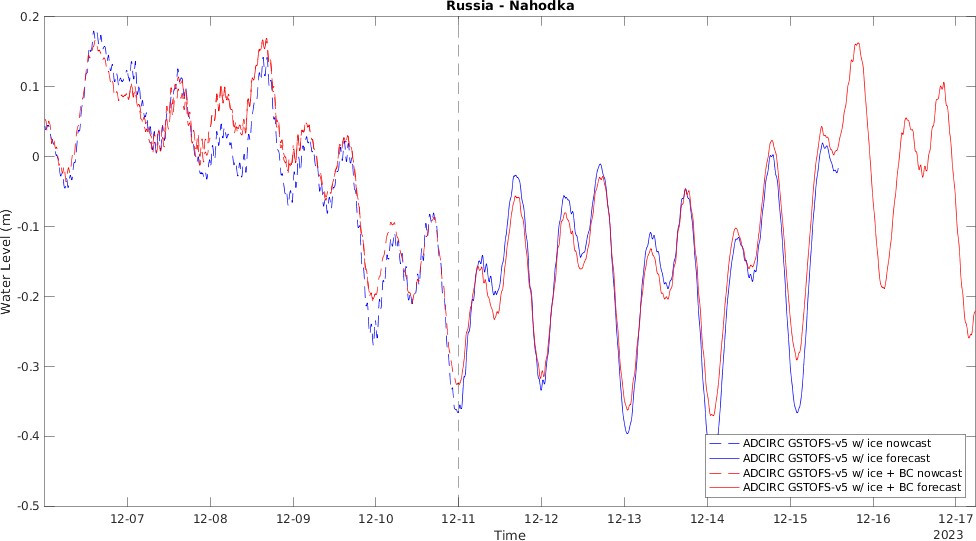 Russia - Nahodka
Water Level (m)
0.2
0.1
0
-0.1
-0.2
-0.3
-0.4
-0.5
ADCIRC GSTOFS-v5 w/ ice nowcast
ADCIRC GSTOFS-v5 w/ ice forecast
ADCIRC GSTOFS-v5 w/ ice + BC nowcast
ADCIRC GSTOFS-v5 w/ ice + BC forecast
12-07 12-08 12-09 12-10 12-11 12-12 12-13 12-14 12-15 12-16 12-17
Time
2023